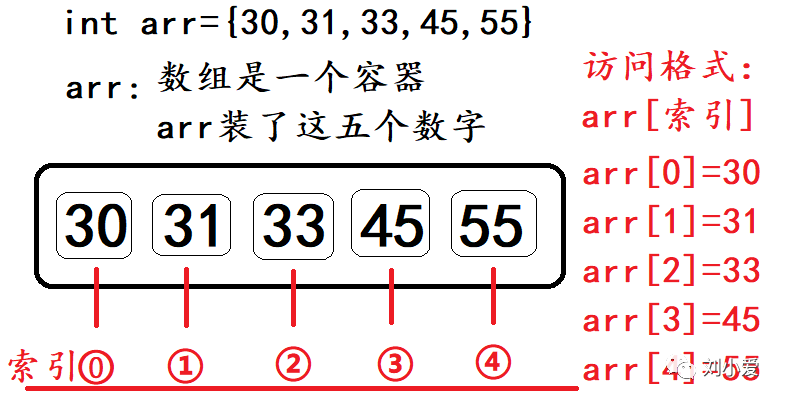 int arr={30,31,33,45,55}
arr: 数组是一个容器
arr装了这五个数字
30 31 33 45 55
索引⓪ ① ② ③ ④
访问格式:
arr[索引]
arr[0]=30
arr[1]=31
arr[2]=33
arr[3]=45
arr[4]=55
刘小爱